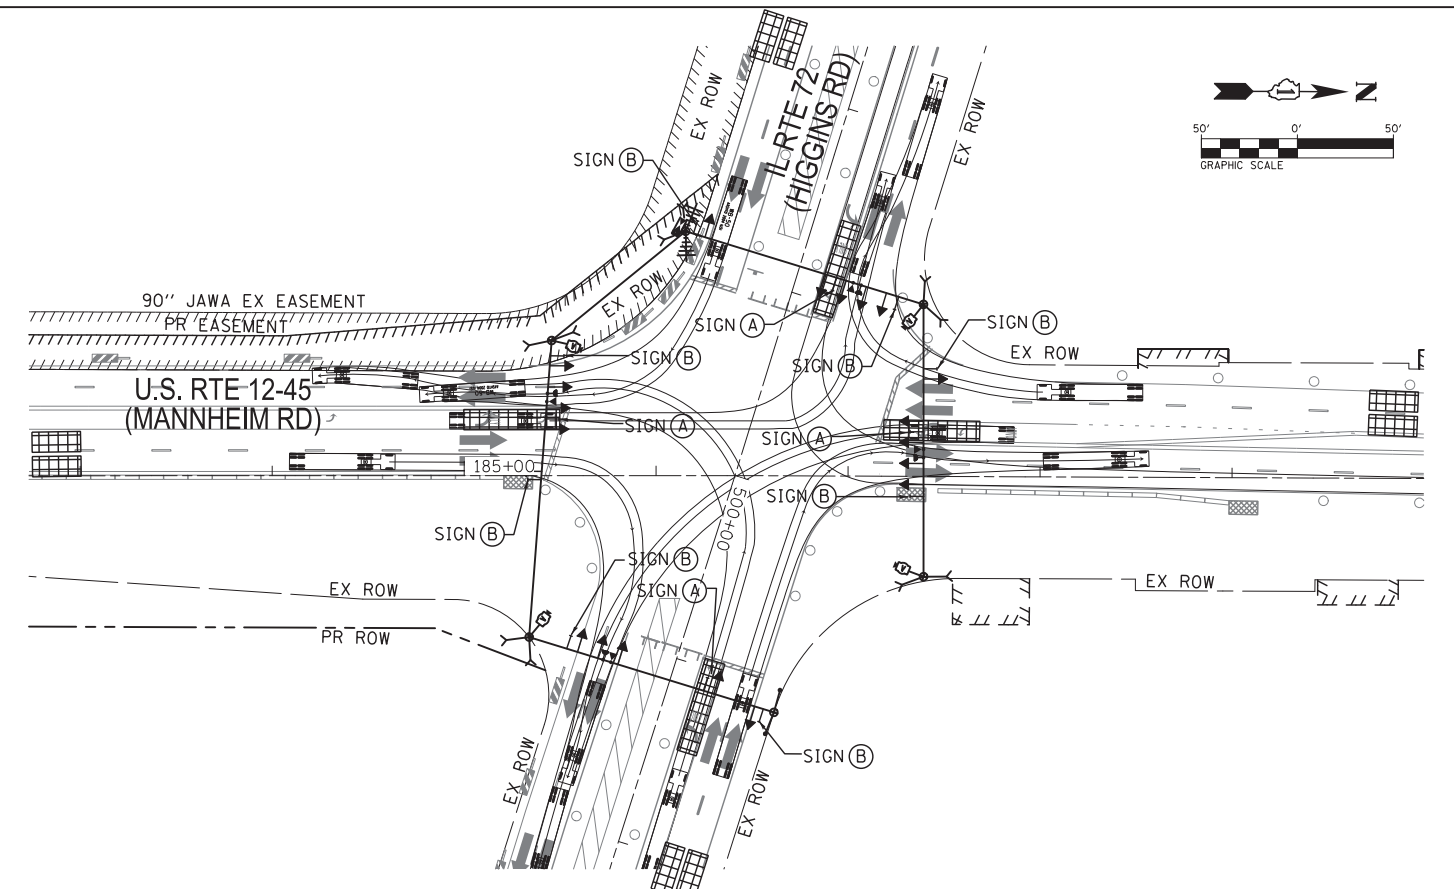 IL RTE 72
(HIGGINS RD)
EX ROW
EX ROW
N
50' 0' 50'
GRAPHIC SCALE
SIGN B
90'' JAWA EX EASEMENT
PR EASEMENT
EX ROW
SIGN A
SIGN B
EX ROW
SIGN B
SIGN B
U.S. RTE 12-45
(MANNHEIM RD)
SIGN A
SIGN A
185+00
SIGN B
500+00
SIGN B
SIGN B
SIGN A
EX ROW
EX ROW
PR ROW
SIGN B
EX ROW
EX ROW